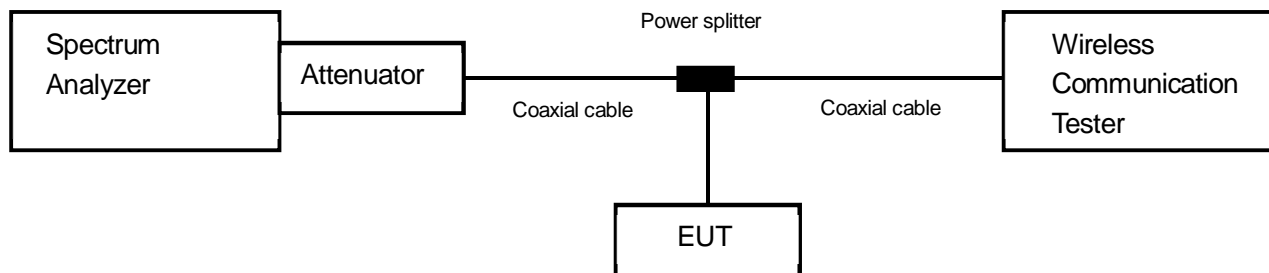 Spectrum
Analyzer
Attenuator
Power splitter
Coaxial cable
Coaxial cable
Wireless
Communication
Tester
EUT